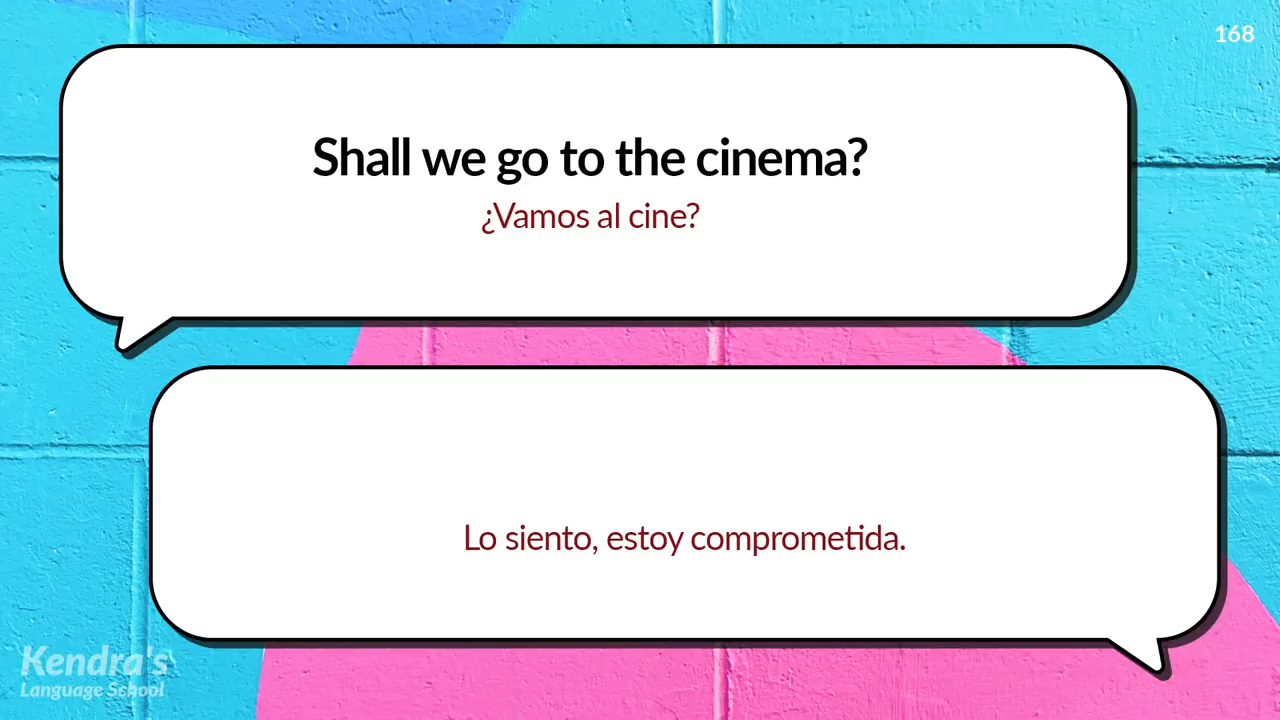 168
Shall we go to the cinema?
¿Vamos al cine?
Lo siento, estoy comprometida.
Kendra's
Language School